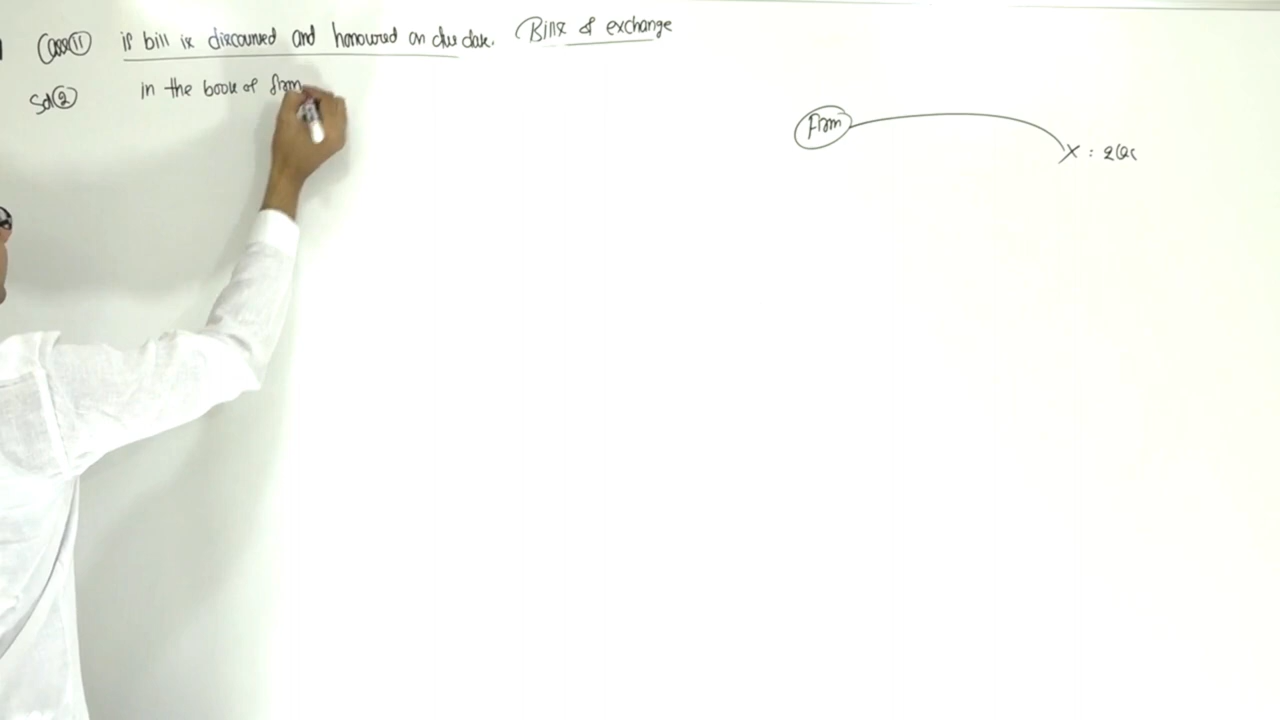 Case (II) if bill is discounted and honoured on due date. Bills of exchange
Sol (2) in the book of firm
Firm
X :